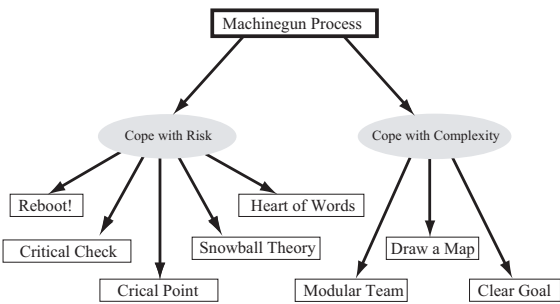 Machinegun Process
Cope with Risk
Cope with Complexity
Reboot!
Heart of Words
Critical Check
Snowball Theory
Draw a Map
Crical Point
Modular Team
Clear Goal